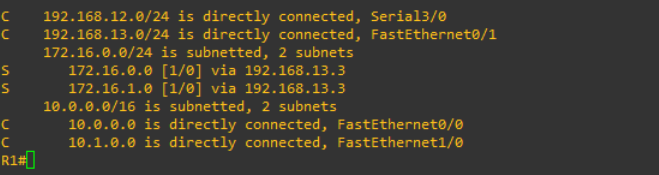 C    192.168.12.0/24 is directly connected, Serial3/0
C    192.168.13.0/24 is directly connected, FastEthernet0/1
     172.16.0.0/24 is subnetted, 2 subnets
S       172.16.0.0 [1/0] via 192.168.13.3
S       172.16.1.0 [1/0] via 192.168.13.3
     10.0.0.0/16 is subnetted, 2 subnets
C       10.0.0.0 is directly connected, FastEthernet0/0
C       10.1.0.0 is directly connected, FastEthernet1/0
R1#